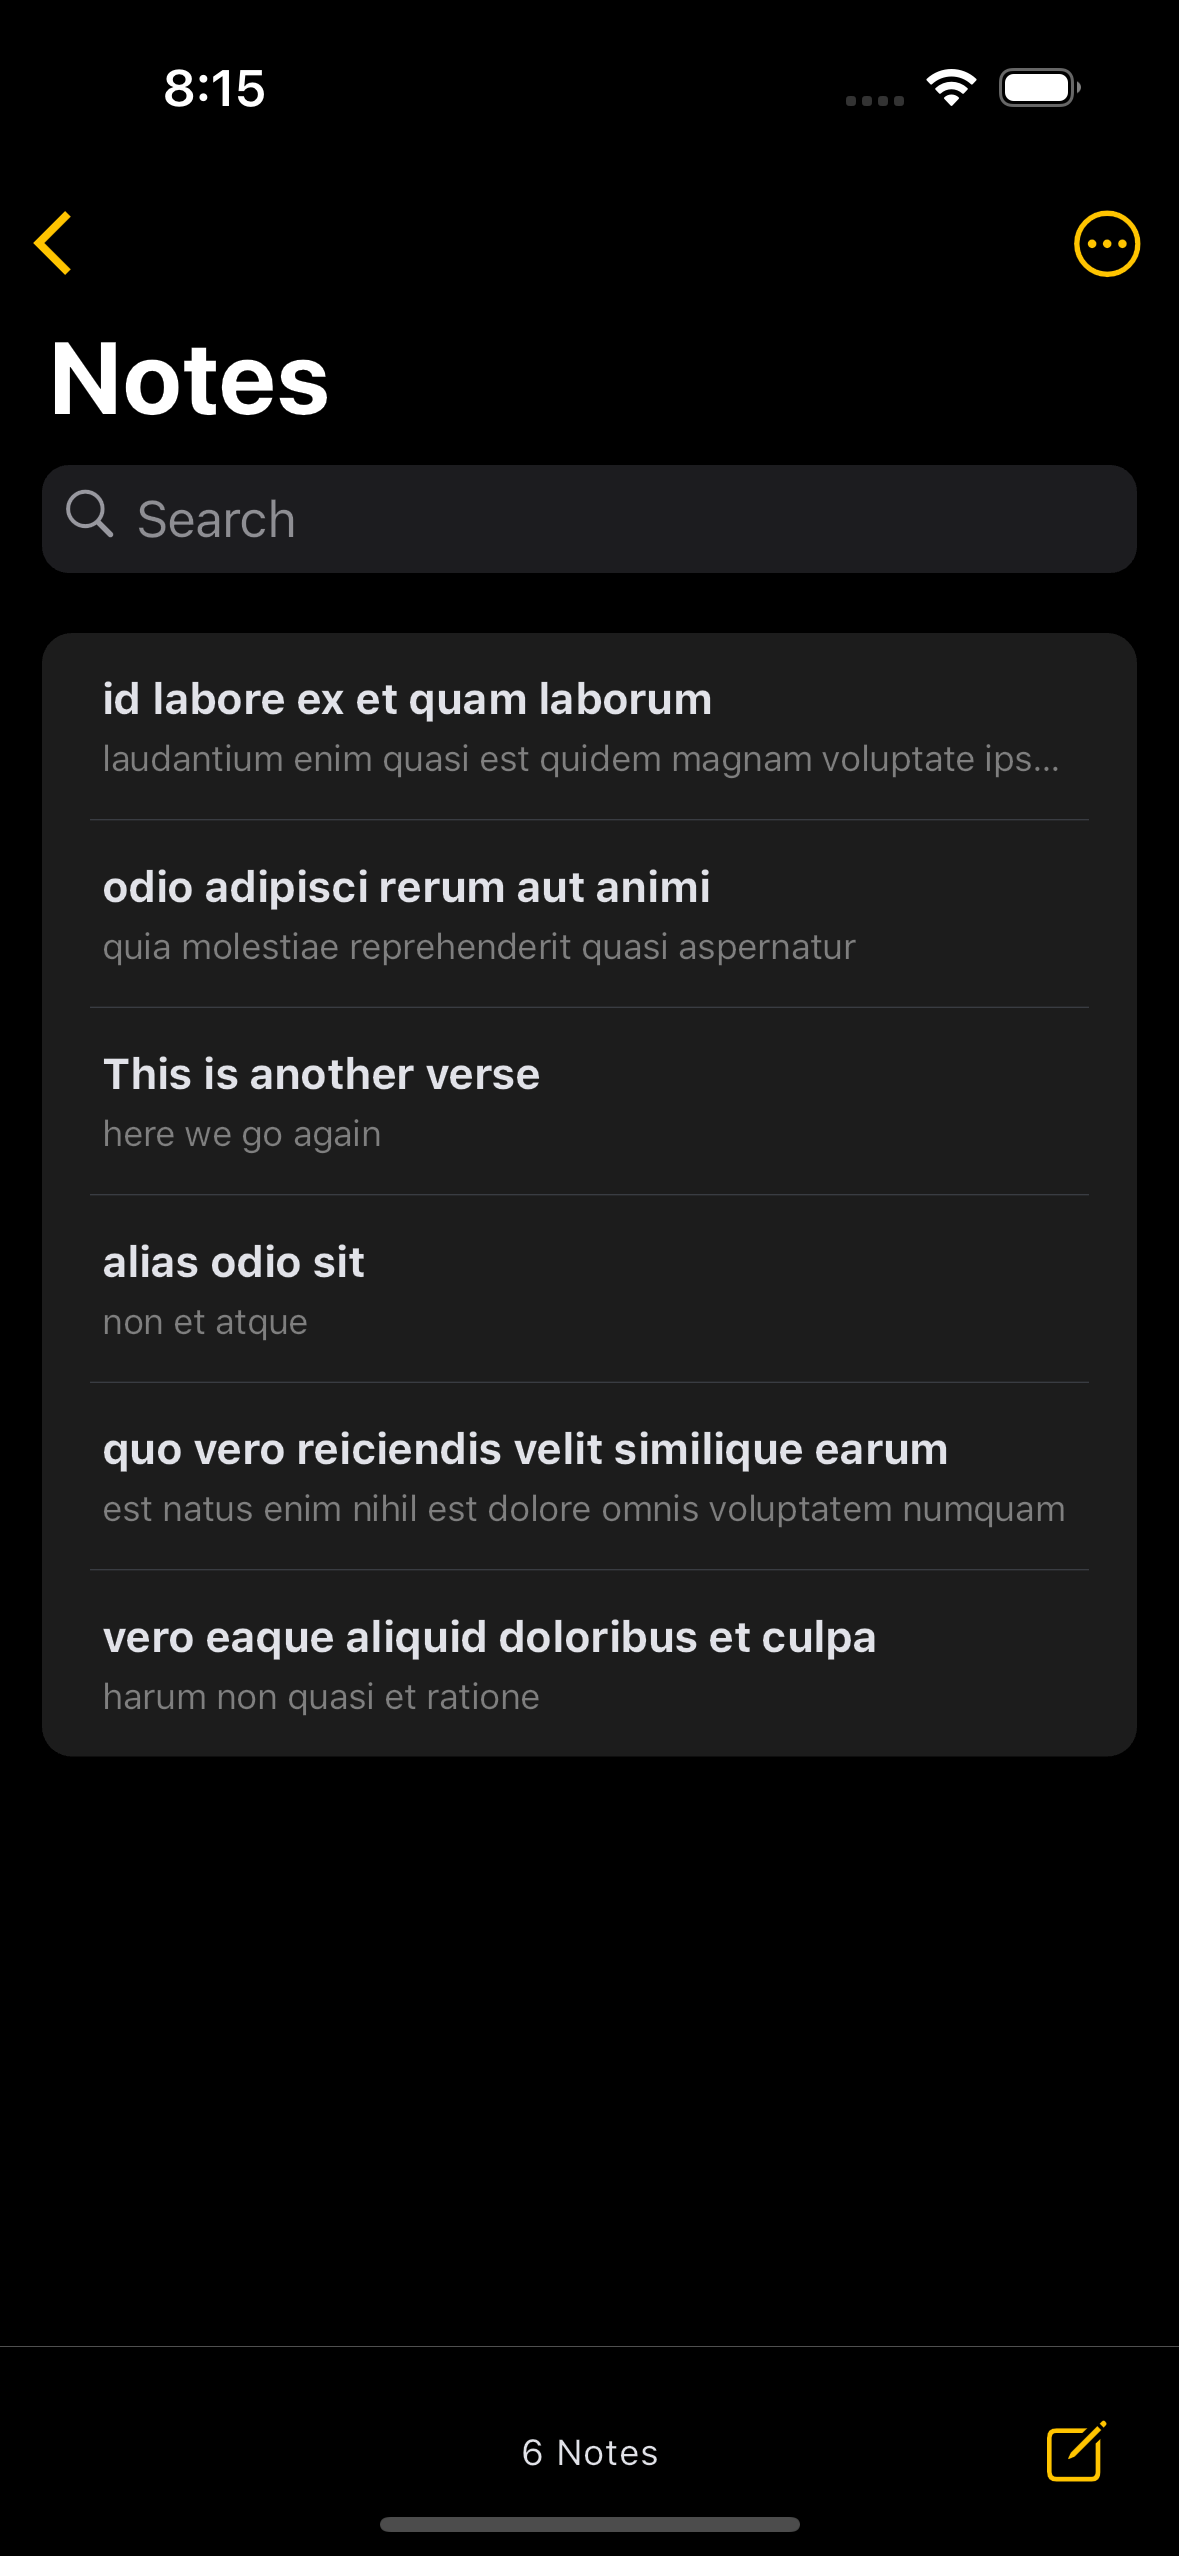 8:15
Notes
Search
id labore ex et quam laborum
laudantium enim quasi est quidem magnam voluptate ips...
odio adipisci rerum aut animi
quia molestiae reprehenderit quasi aspernatur
This is another verse
here we go again
alias odio sit
non et atque
quo vero reiciendis velit similique earum
est natus enim nihil est dolore omnis voluptatem numquam
vero eaque aliquid doloribus et culpa
harum non quasi et ratione
6 Notes